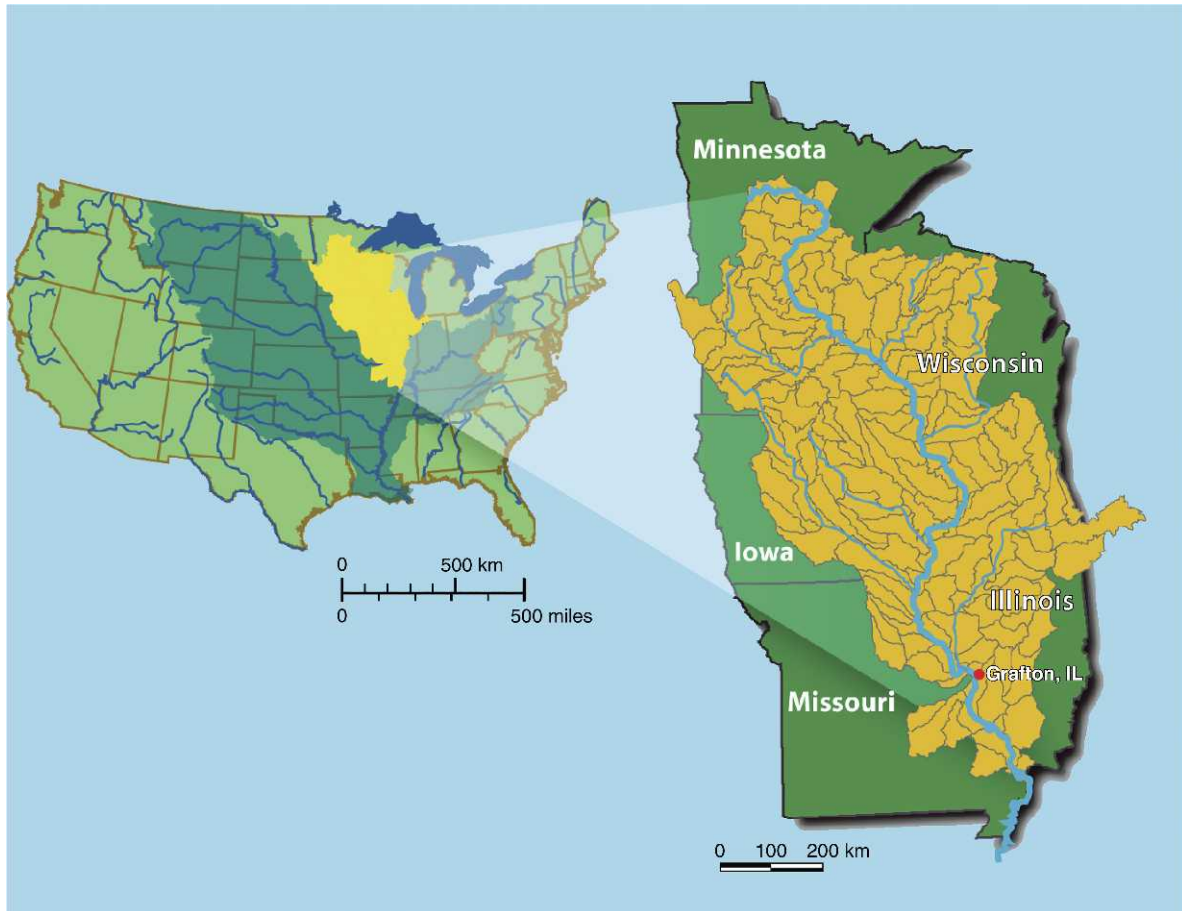 Minnesota
Wisconsin
Iowa
Illinois
Grafton, IL
Missouri
0 500 km
0 500 miles
0 100 200 km